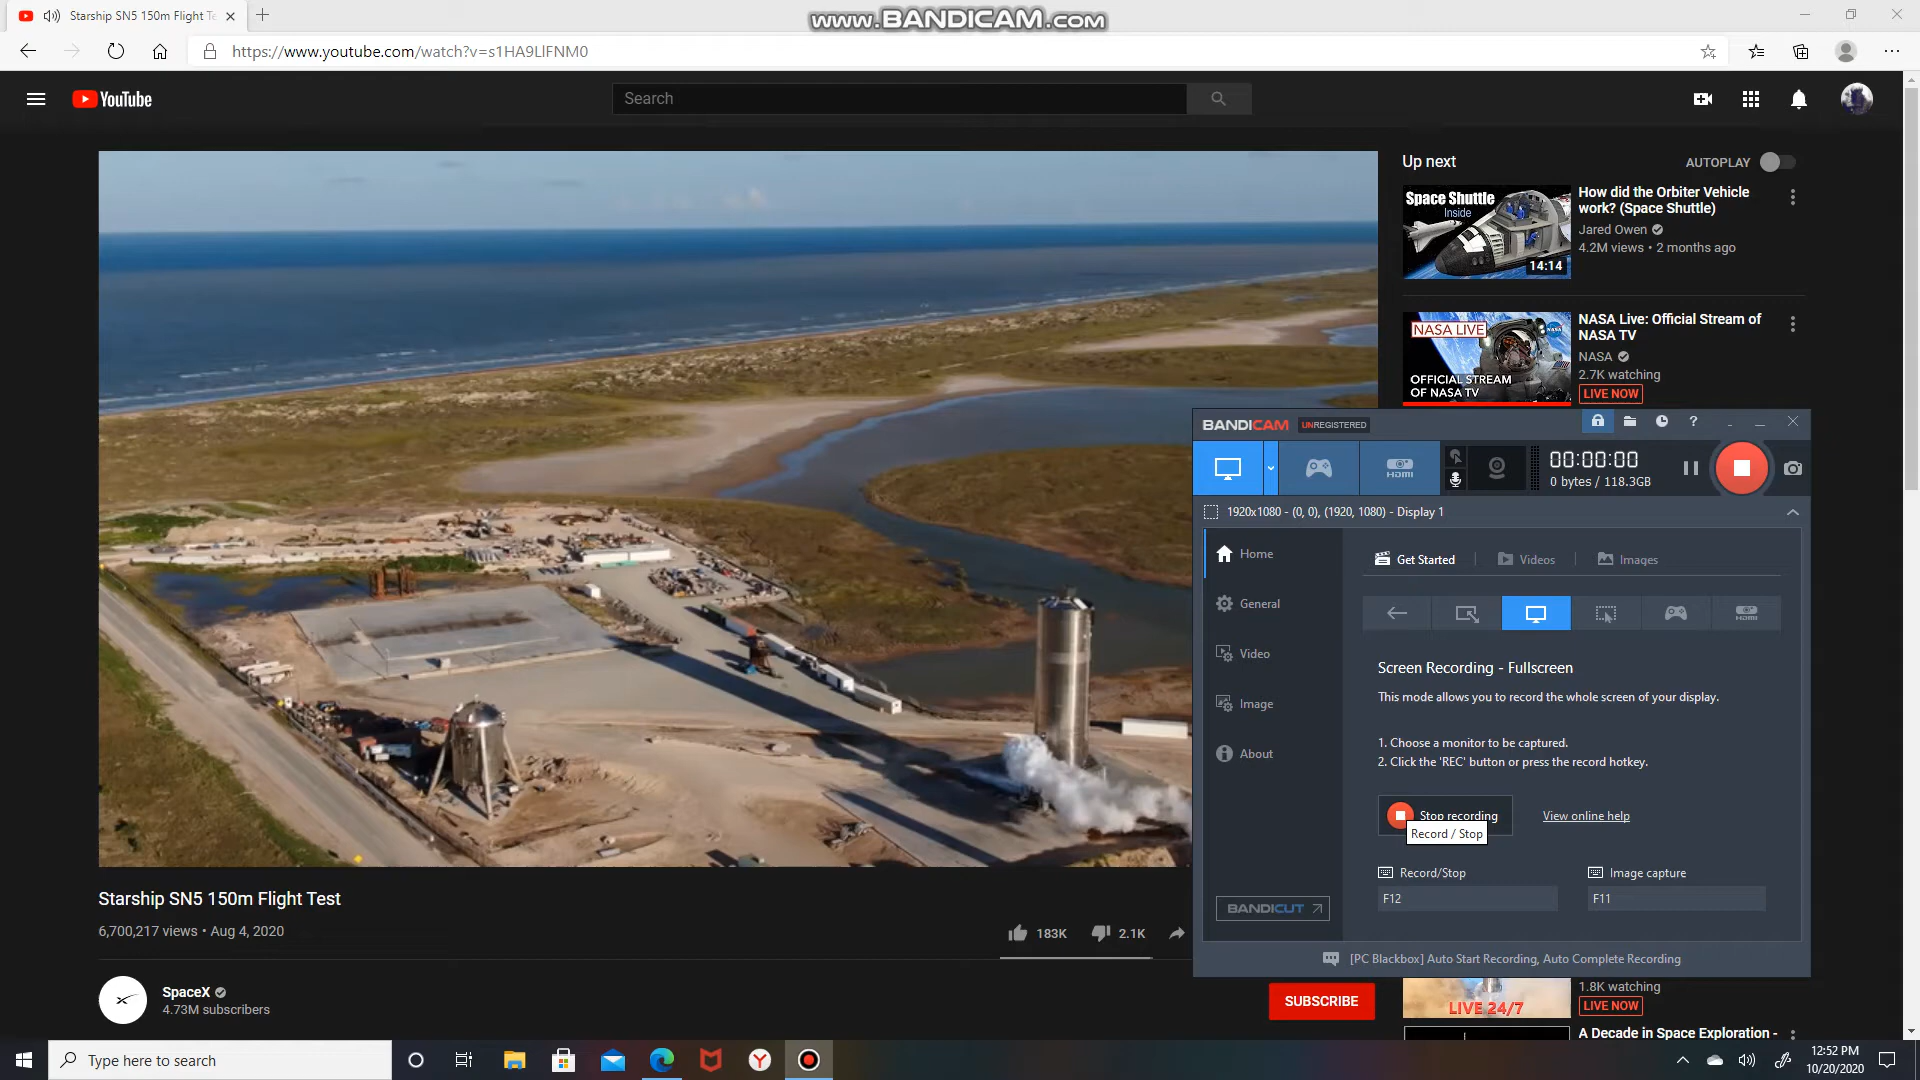 Starship SN5 150m Flight Te
www.BANDICAM.com
https://www.youtube.com/watch?v=s1HA9LlFNM0
YouTube
Search
Up next
AUTOPLAY
Space Shuttle
Inside
14:14
How did the Orbiter Vehicle
work? (Space Shuttle)
Jared Owen
4.2M views • 2 months ago
NASA LIVE
OFFICIAL STREAM
OF NASA TV
NASA Live: Official Stream of
NASA TV
NASA
2.7K watching
LIVE NOW
BANDICAM UNREGISTERED
HDMI
00:00:00
0 bytes / 118.3GB
1920x1080 - (0, 0), (1920, 1080) - Display 1
Home
General
Video
Image
About
BANDICUT
Get Started
Videos
Images
HDMI
Screen Recording - Fullscreen
This mode allows you to record the whole screen of your display.
1. Choose a monitor to be captured.
2. Click the 'REC' button or press the record hotkey.
Stop recording
Record / Stop
View online help
Record/Stop
Image capture
F12
F11
[PC Blackbox] Auto Start Recording, Auto Complete Recording
Starship SN5 150m Flight Test
6,700,217 views • Aug 4, 2020
183K
2.1K
SpaceX
4.73M subscribers
SUBSCRIBE
LIVE 24/7
1.8K watching
LIVE NOW
A Decade in Space Exploration -
Type here to search
12:52 PM
10/20/2020